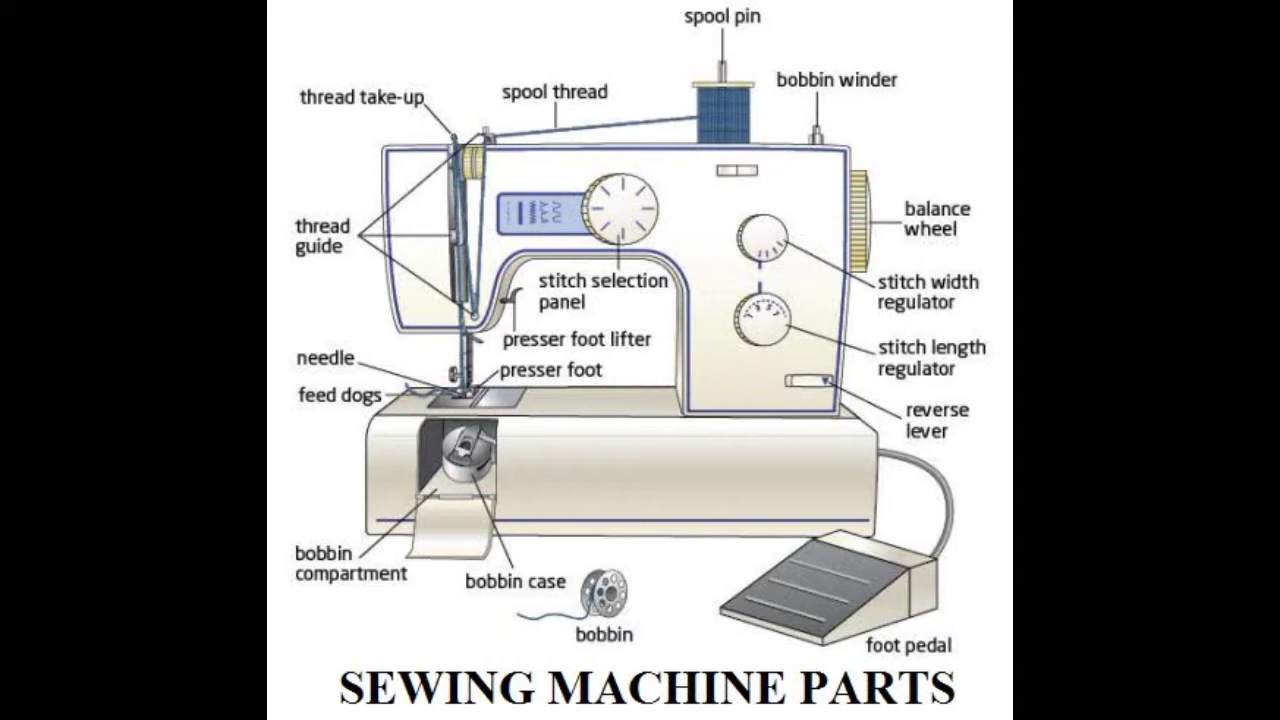 spool pin
bobbin winder
thread take-up
spool thread
thread
guide
balance
wheel
stitch selection
panel
stitch width
regulator
presser foot lifter
stitch length
regulator
needle
presser foot
feed dogs
reverse
lever
bobbin
compartment
bobbin case
bobbin
foot pedal
SEWING MACHINE PARTS